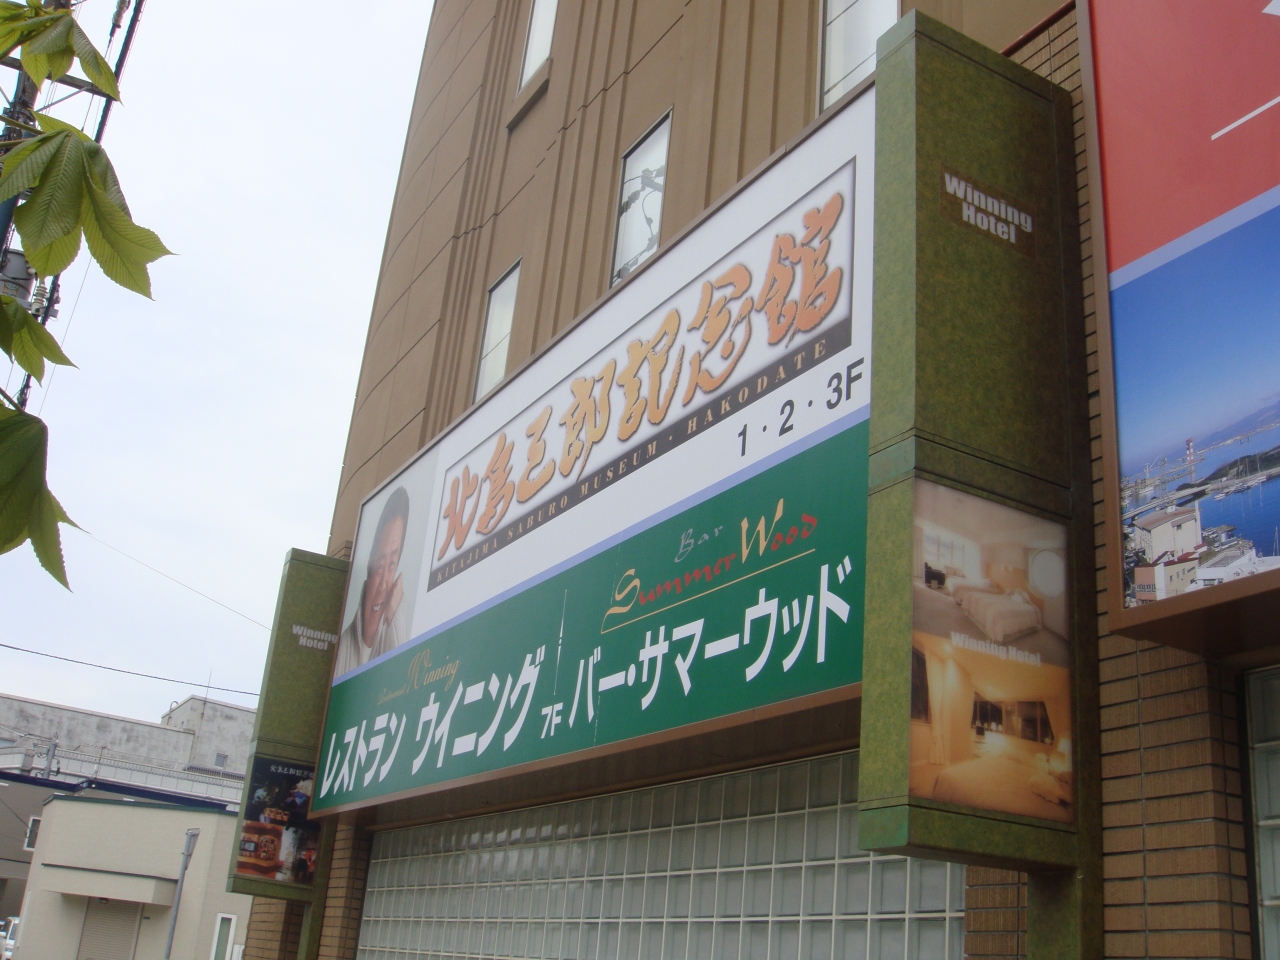 北島三郎記念館
KITAJIMA SABURO MUSEUM · HAKODATE
1・2・3F
Restaurant Winning
レストラン ウイニング
7F
Bar
SummerWood
バー・サマーウッド
Winning
Hotel
Winning Hotel
Winning
Hotel